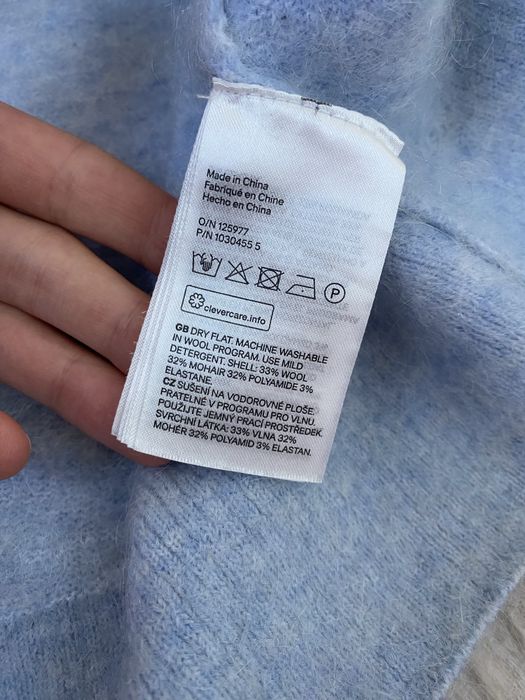 Made in China
Fabriqué en Chine
Hecho en China
O/N 125977
P/N 1030455 5
P
clevercare.info
GB DRY FLAT. MACHINE WASHABLE
IN WOOL PROGRAM. USE MILD
DETERGENT. SHELL: 33% WOOL
32% MOHAIR 32% POLYAMIDE 3%
ELASTANE.
CZ SUŠENÍ NA VODOROVNÉ PLOŠE.
PRATELNÉ V PROGRAMU PRO VLNU.
POUŽIJTE JEMNÝ PRACÍ PROSTŘEDEK.
SVRCHNÍ LÁTKA: 33% VLNA 32%
MOHÉR 32% POLYAMID 3% ELASTAN.